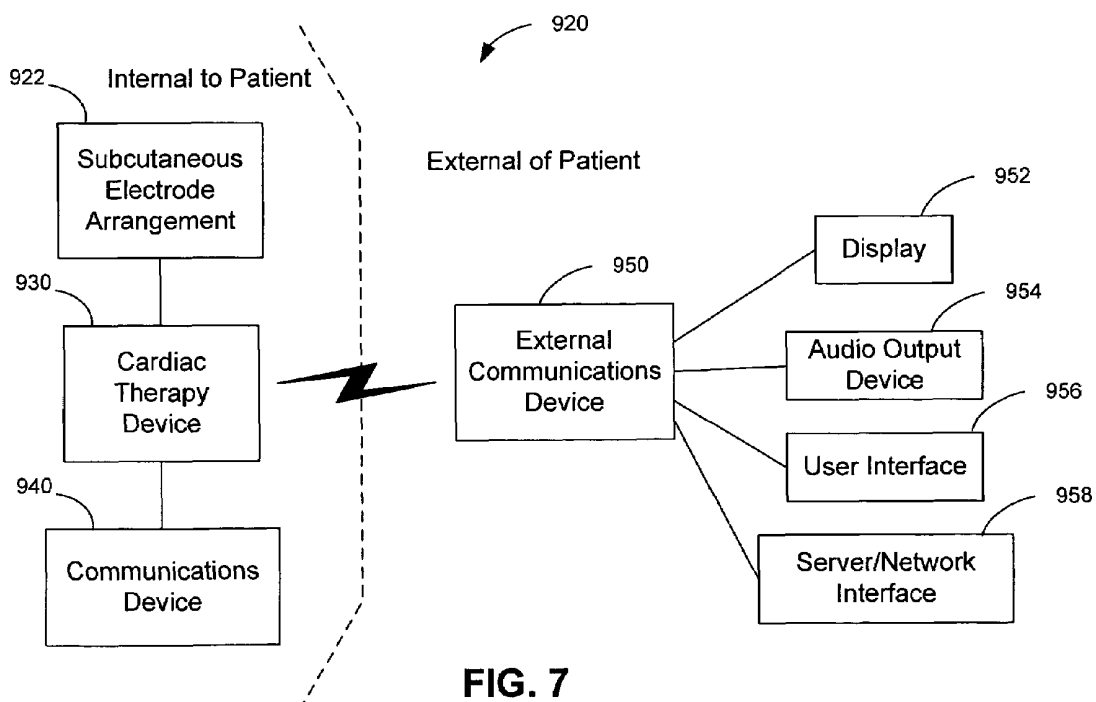 920
922
Internal to Patient
Subcutaneous
Electrode
Arrangement
External of Patient
930
Cardiac
Therapy
Device
940
Communications
Device
950
External
Communications
Device
952
Display
954
Audio Output
Device
956
User Interface
958
Server/Network
Interface
FIG. 7